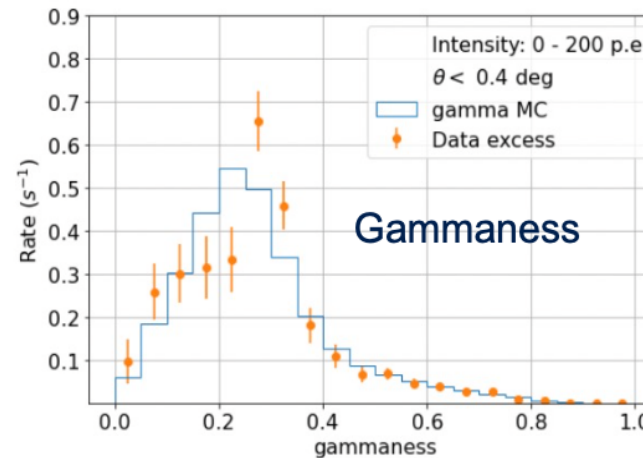 0.9
0.8
0.7
0.6
0.5
0.4
0.3
0.2
0.1
Rate (s⁻¹)
Intensity: 0 - 200 p.e
θ < 0.4 deg
gamma MC
Data excess
Gammaness
0.0 0.2 0.4 0.6 0.8 1.0
gammaness